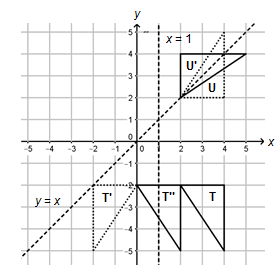 y
5
x = 1
4
U'
3
U
2
1
-5 -4 -3 -2 -1 0 1 2 3 4 5 x
-1
-2
y = x
T' T" T
-3
-4
-5